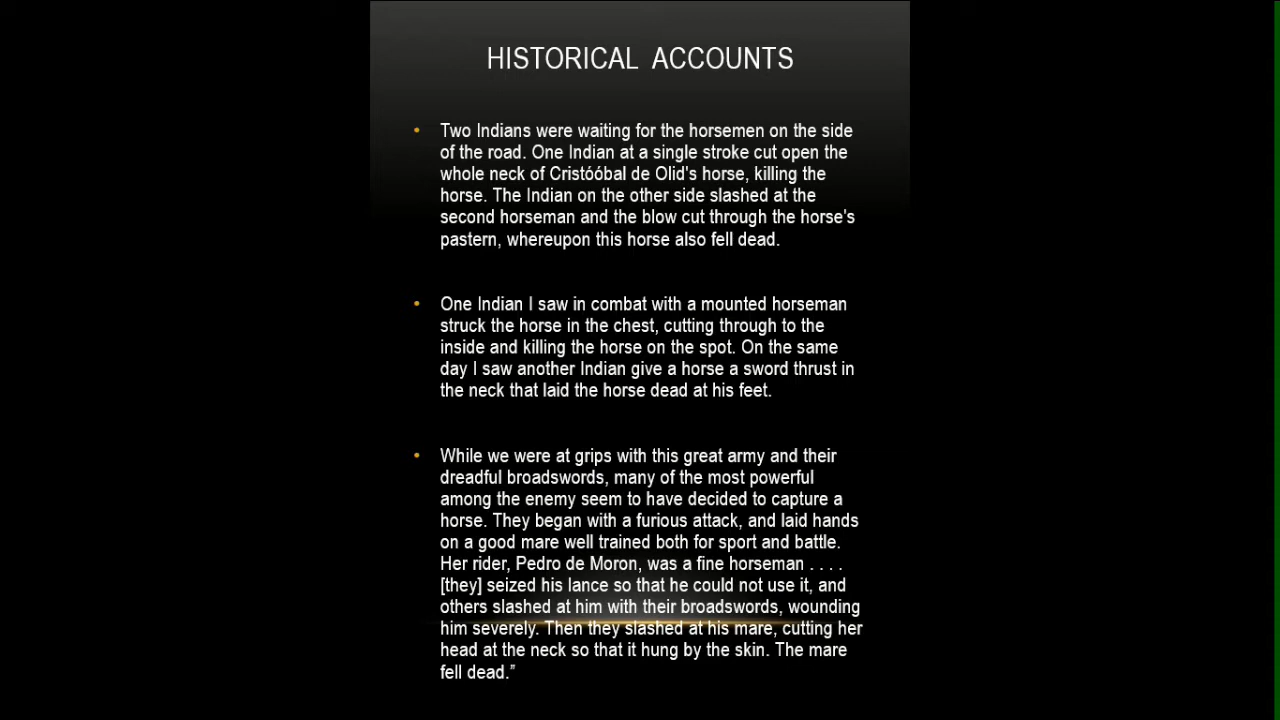 HISTORICAL ACCOUNTS
• Two Indians were waiting for the horsemen on the side
of the road. One Indian at a single stroke cut open the
whole neck of Cristóóbal de Olid's horse, killing the
horse. The Indian on the other side slashed at the
second horseman and the blow cut through the horse's
pastern, whereupon this horse also fell dead.
• One Indian I saw in combat with a mounted horseman
struck the horse in the chest, cutting through to the
inside and killing the horse on the spot. On the same
day I saw another Indian give a horse a sword thrust in
the neck that laid the horse dead at his feet.
• While we were at grips with this great army and their
dreadful broadswords, many of the most powerful
among the enemy seem to have decided to capture a
horse. They began with a furious attack, and laid hands
on a good mare well trained both for sport and battle.
Her rider, Pedro de Moron, was a fine horseman . . . .
[they] seized his lance so that he could not use it, and
others slashed at him with their broadswords, wounding
him severely. Then they slashed at his mare, cutting her
head at the neck so that it hung by the skin. The mare
fell dead.”